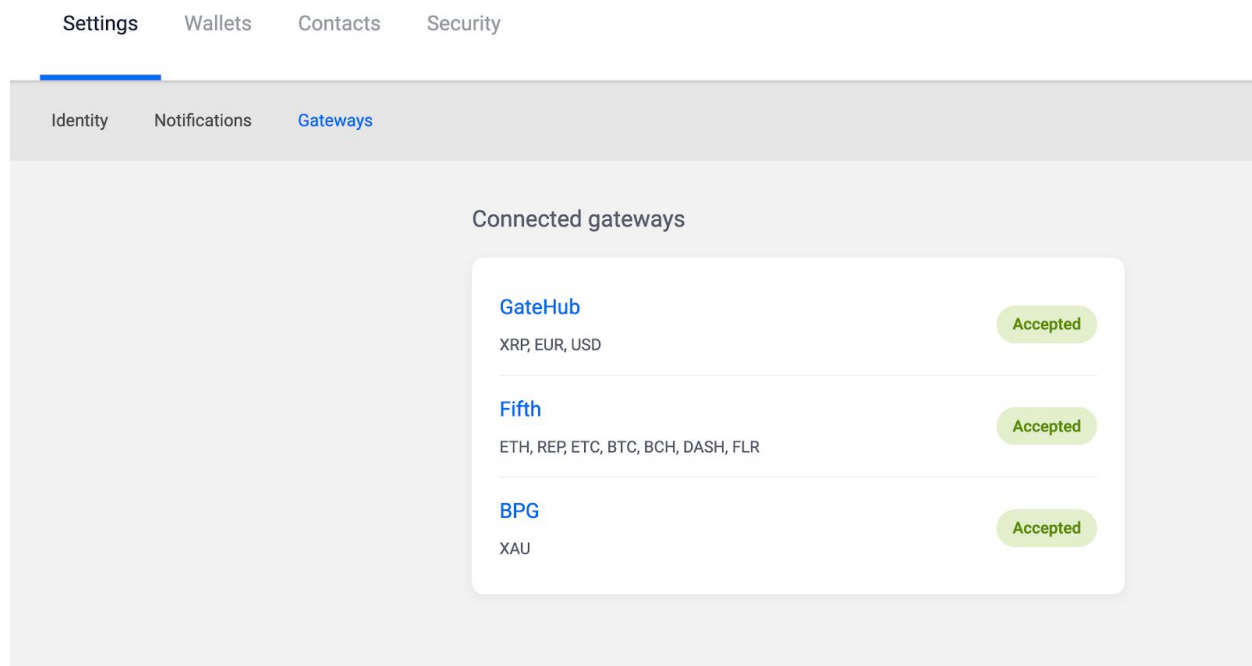 Settings Wallets Contacts Security
Identity Notifications Gateways
Connected gateways
GateHub
Accepted
XRP, EUR, USD
Fifth
Accepted
ETH, REP, ETC, BTC, BCH, DASH, FLR
BPG
Accepted
XAU